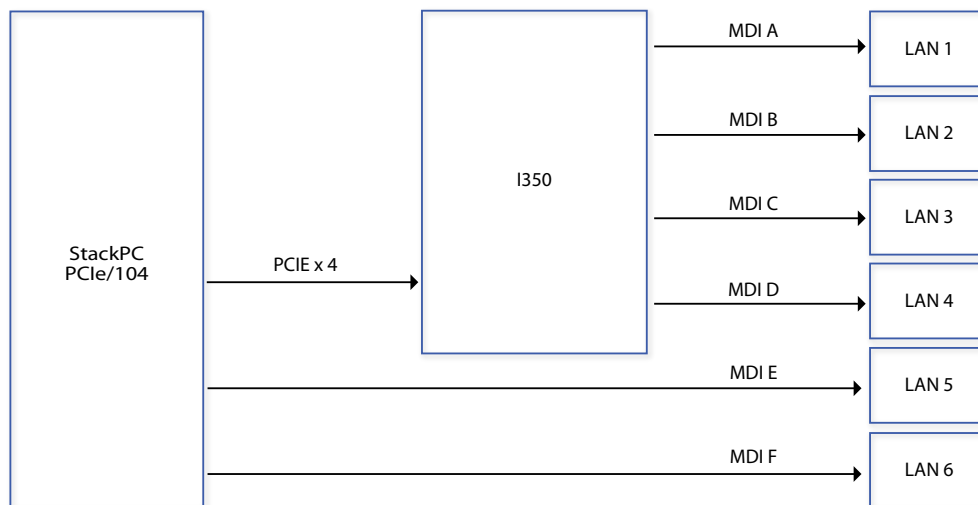 StackPC
PCIe/104
PCIE x 4
I350
MDI A
LAN 1
MDI B
LAN 2
MDI C
LAN 3
MDI D
LAN 4
MDI E
LAN 5
MDI F
LAN 6